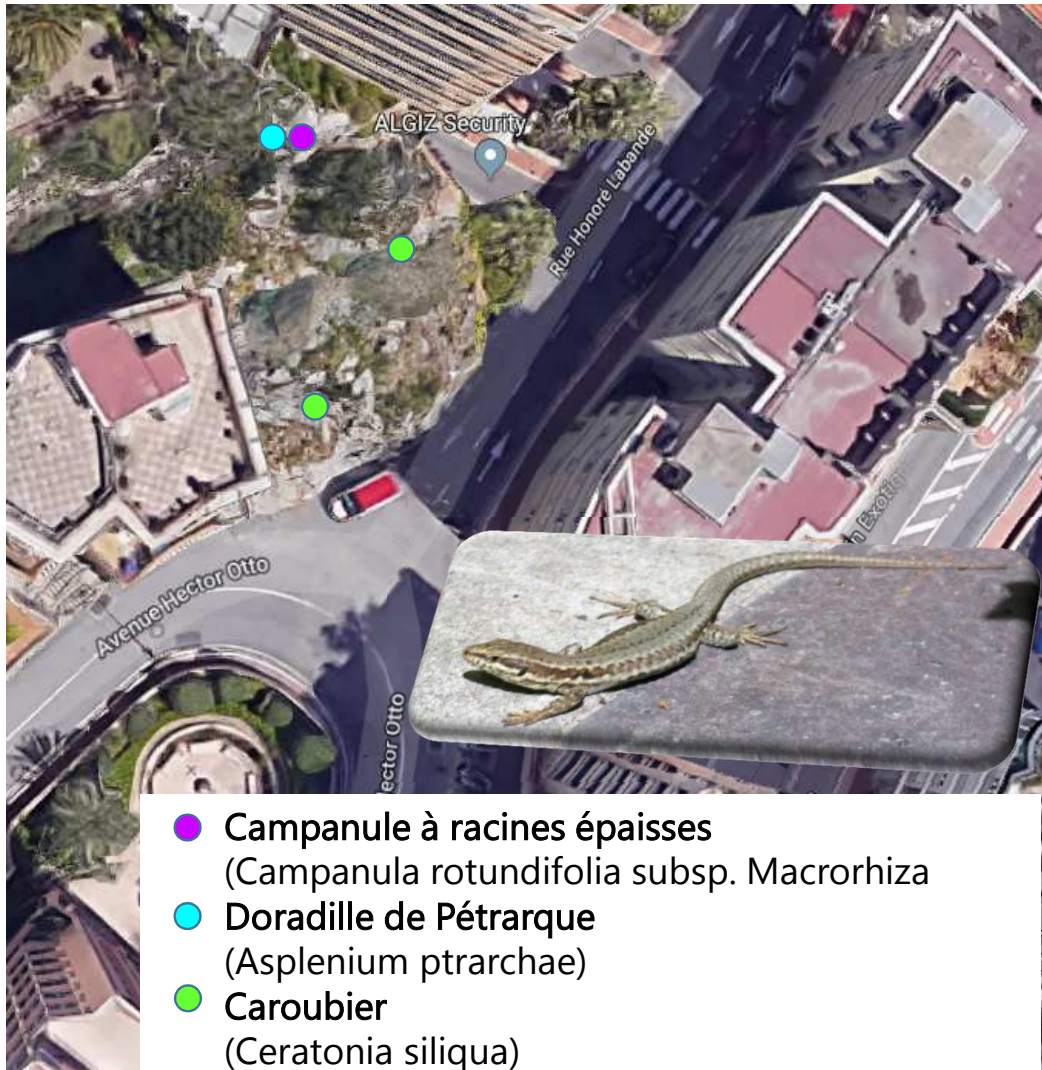 ALGIZ Security
Rue Honoré Labande
n Exotiq
Avenue Hector Otto
Hector Otto
Campanule à racines épaisses
(Campanula rotundifolia subsp. Macrorhiza
Doradille de Pétrarque
(Asplenium ptrarchae)
Caroubier
(Ceratonia siliqua)